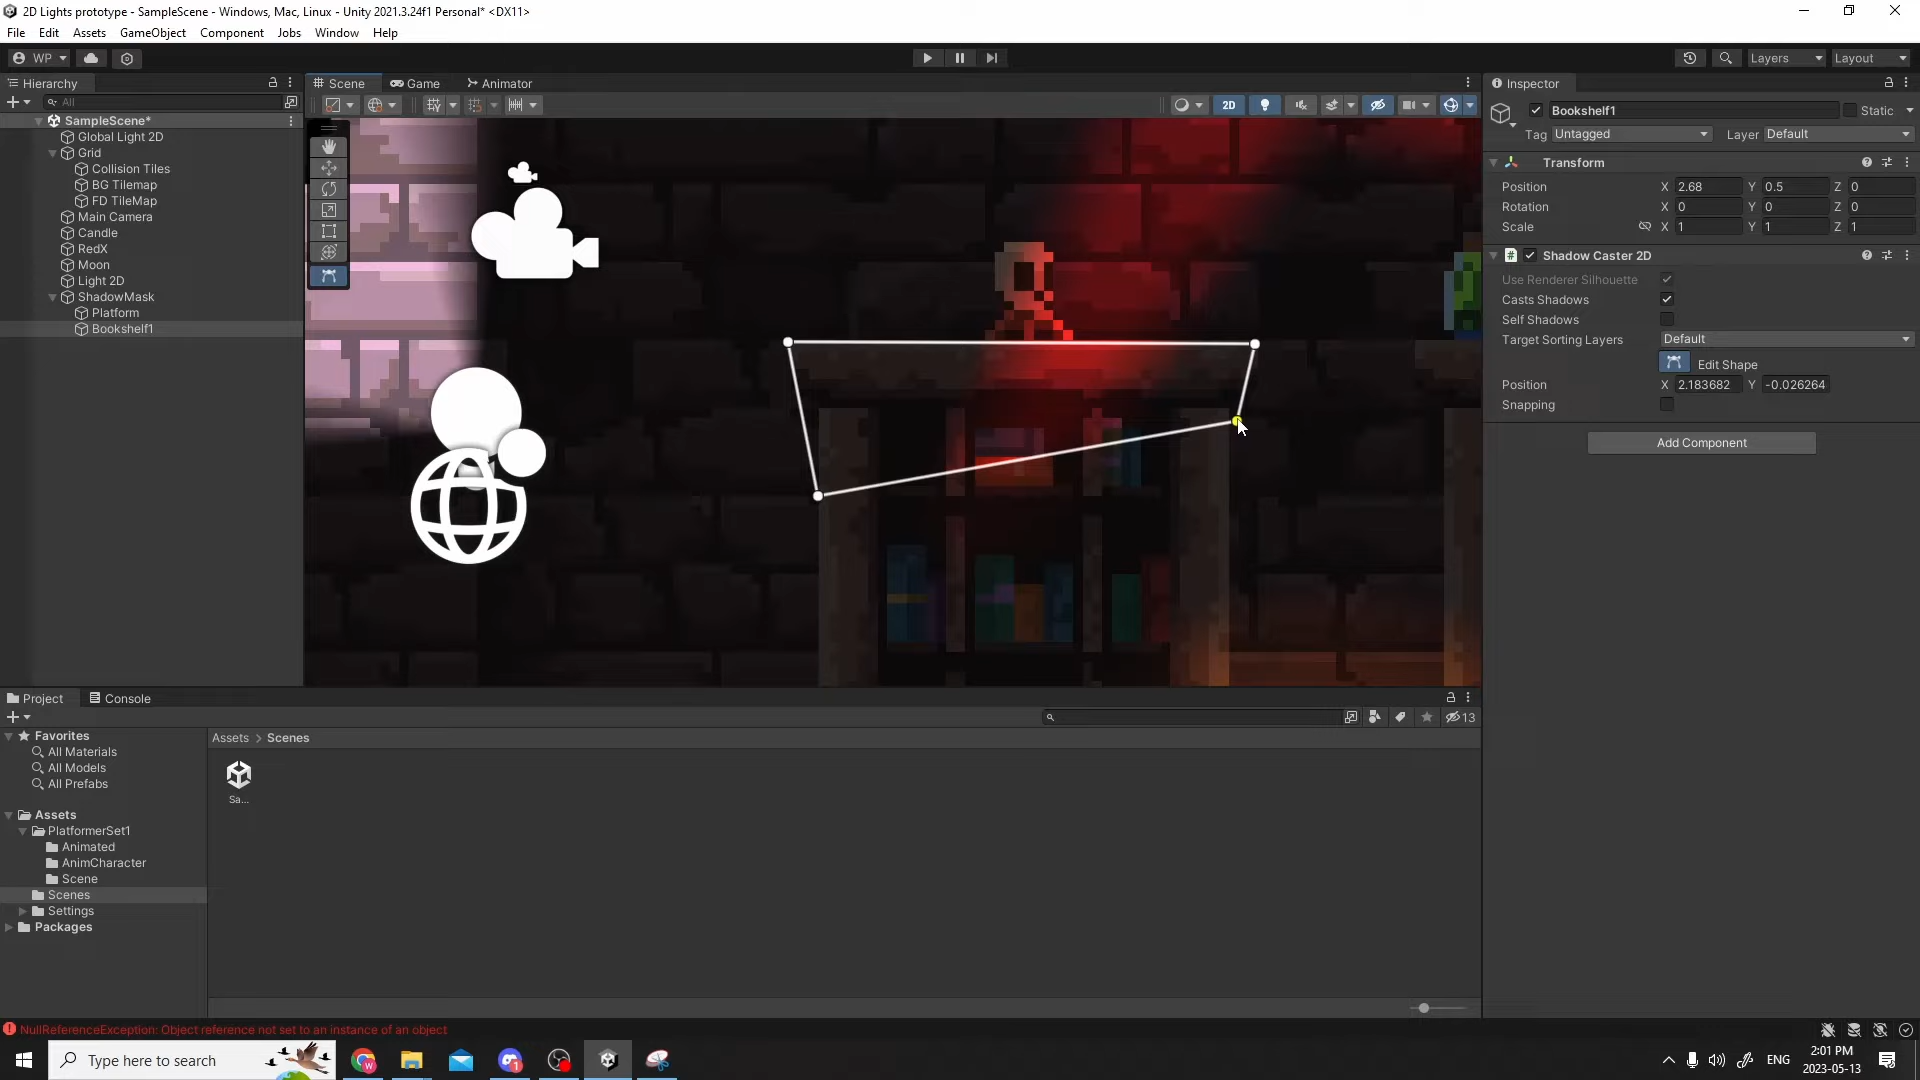 2D Lights prototype - SampleScene - Windows, Mac, Linux - Unity 2021.3.24f1 Personal* <DX11>
File Edit Assets GameObject Component Jobs Window Help
WP Layers Layout
Hierarchy
All
SampleScene*
Global Light 2D
Grid
Collision Tiles
BG Tilemap
FD TileMap
Main Camera
Candle
RedX
Moon
Light 2D
ShadowMask
Platform
Bookshelf1
Scene Game Animator
2D
Inspector
Bookshelf1 Static
Tag Untagged Layer Default
Transform
Position X 2.68 Y 0.5 Z 0
Rotation X 0 Y 0 Z 0
Scale X 1 Y 1 Z 1
Shadow Caster 2D
Use Renderer Silhouette
Casts Shadows
Self Shadows
Target Sorting Layers Default
Edit Shape
Position X 2.183682 Y -0.026264
Snapping
Add Component
Project Console
13
Favorites
All Materials
All Models
All Prefabs
Assets
PlatformerSet1
Animated
AnimCharacter
Scene
Scenes
Settings
Packages
Assets > Scenes
Sa...
NullReferenceException: Object reference not set to an instance of an object
Type here to search
ENG
2:01 PM
2023-05-13